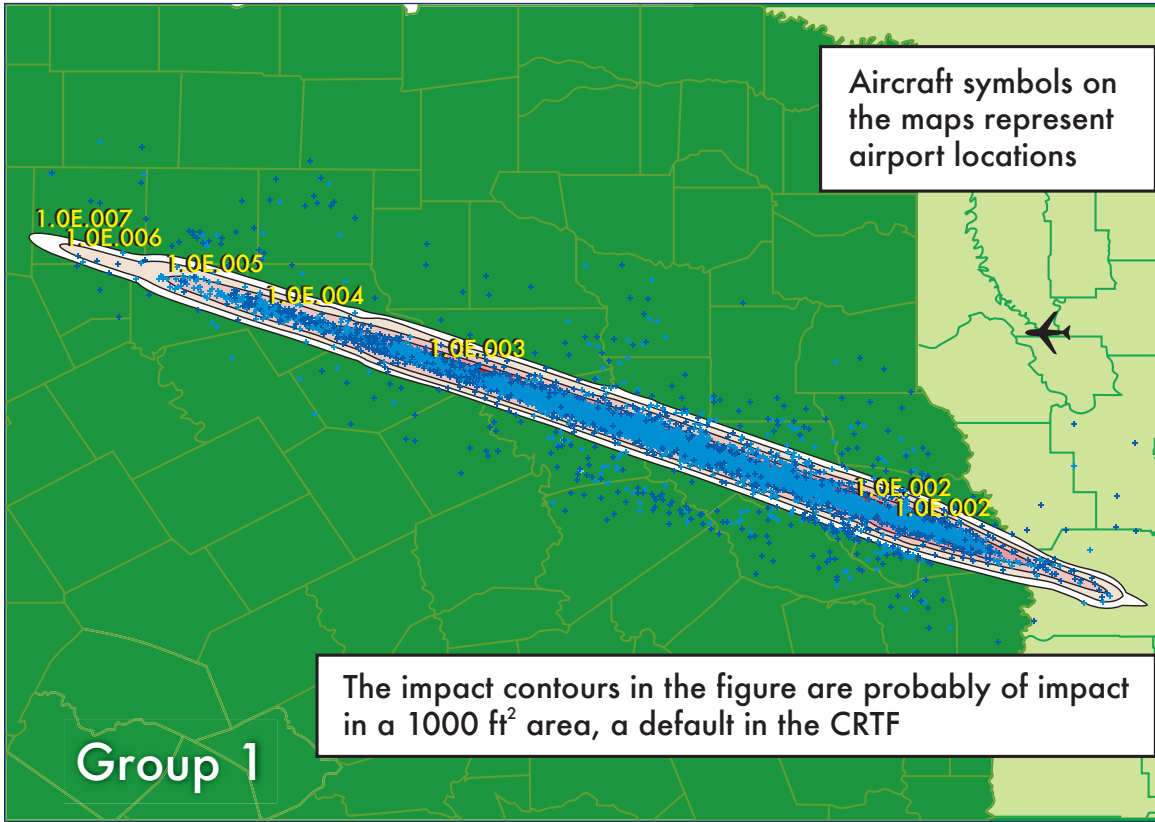 Aircraft symbols on
the maps represent
airport locations
1.0E.007
1.0E.006
1.0E.005
1.0E.004
1.0E.003
1.0E.002
1.0E.002
The impact contours in the figure are probably of impact
in a 1000 ft² area, a default in the CRTF
Group 1